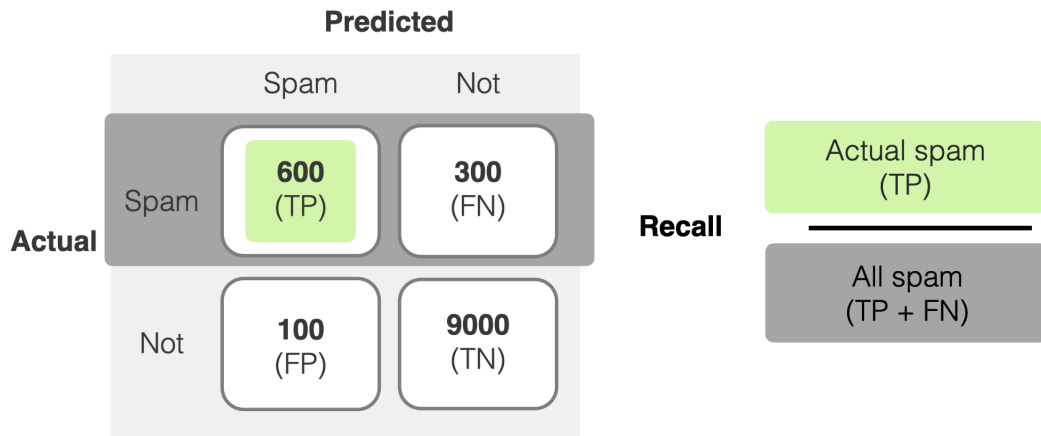 Predicted
Spam
Not
Spam
600
(TP)
300
(FN)
Actual
Not
100
(FP)
9000
(TN)
Recall
Actual spam
(TP)
All spam
(TP + FN)